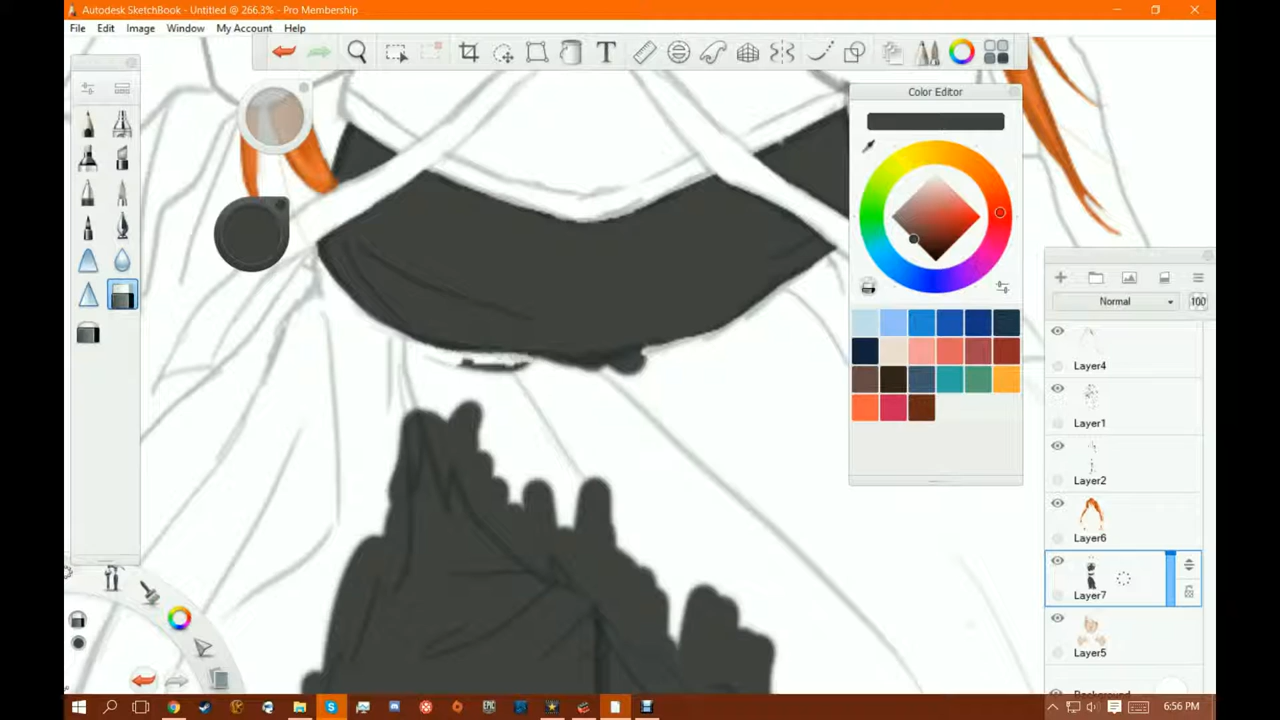 Autodesk SketchBook - Untitled @ 266.3% - Pro Membership
File Edit Image Window My Account Help
T
Color Editor
Normal 100
Layer4
Layer1
Layer2
Layer6
Layer7
Layer5
Background
6:56 PM